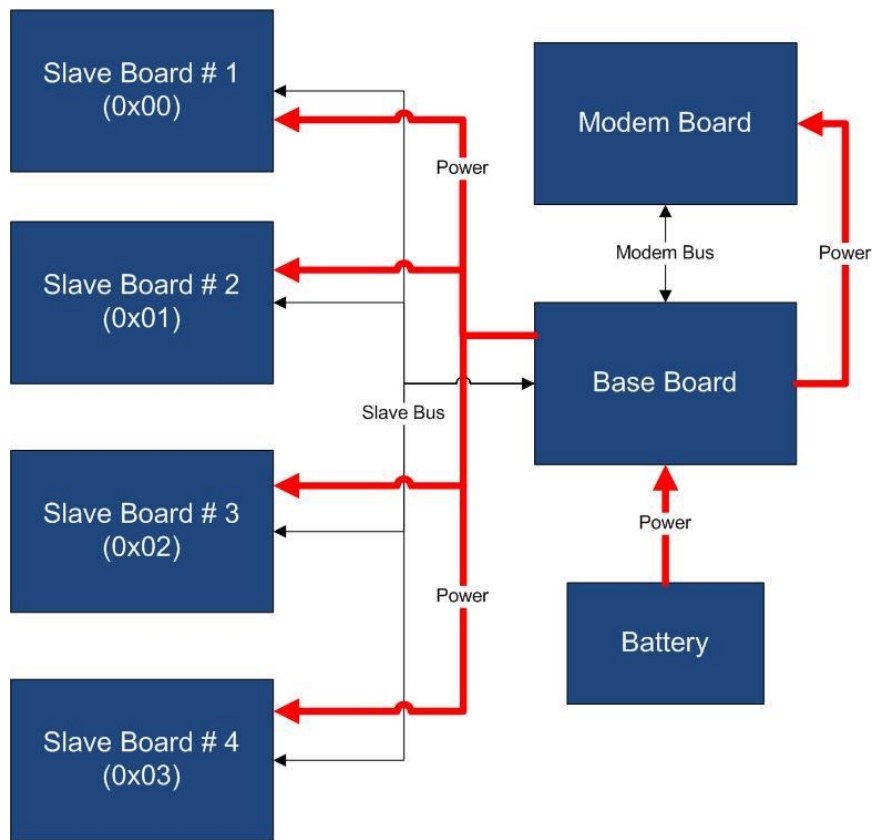 Slave Board # 1
(0x00)
Modem Board
Power
Slave Board # 2
(0x01)
Modem Bus
Power
Base Board
Slave Bus
Slave Board # 3
(0x02)
Power
Power
Battery
Slave Board # 4
(0x03)